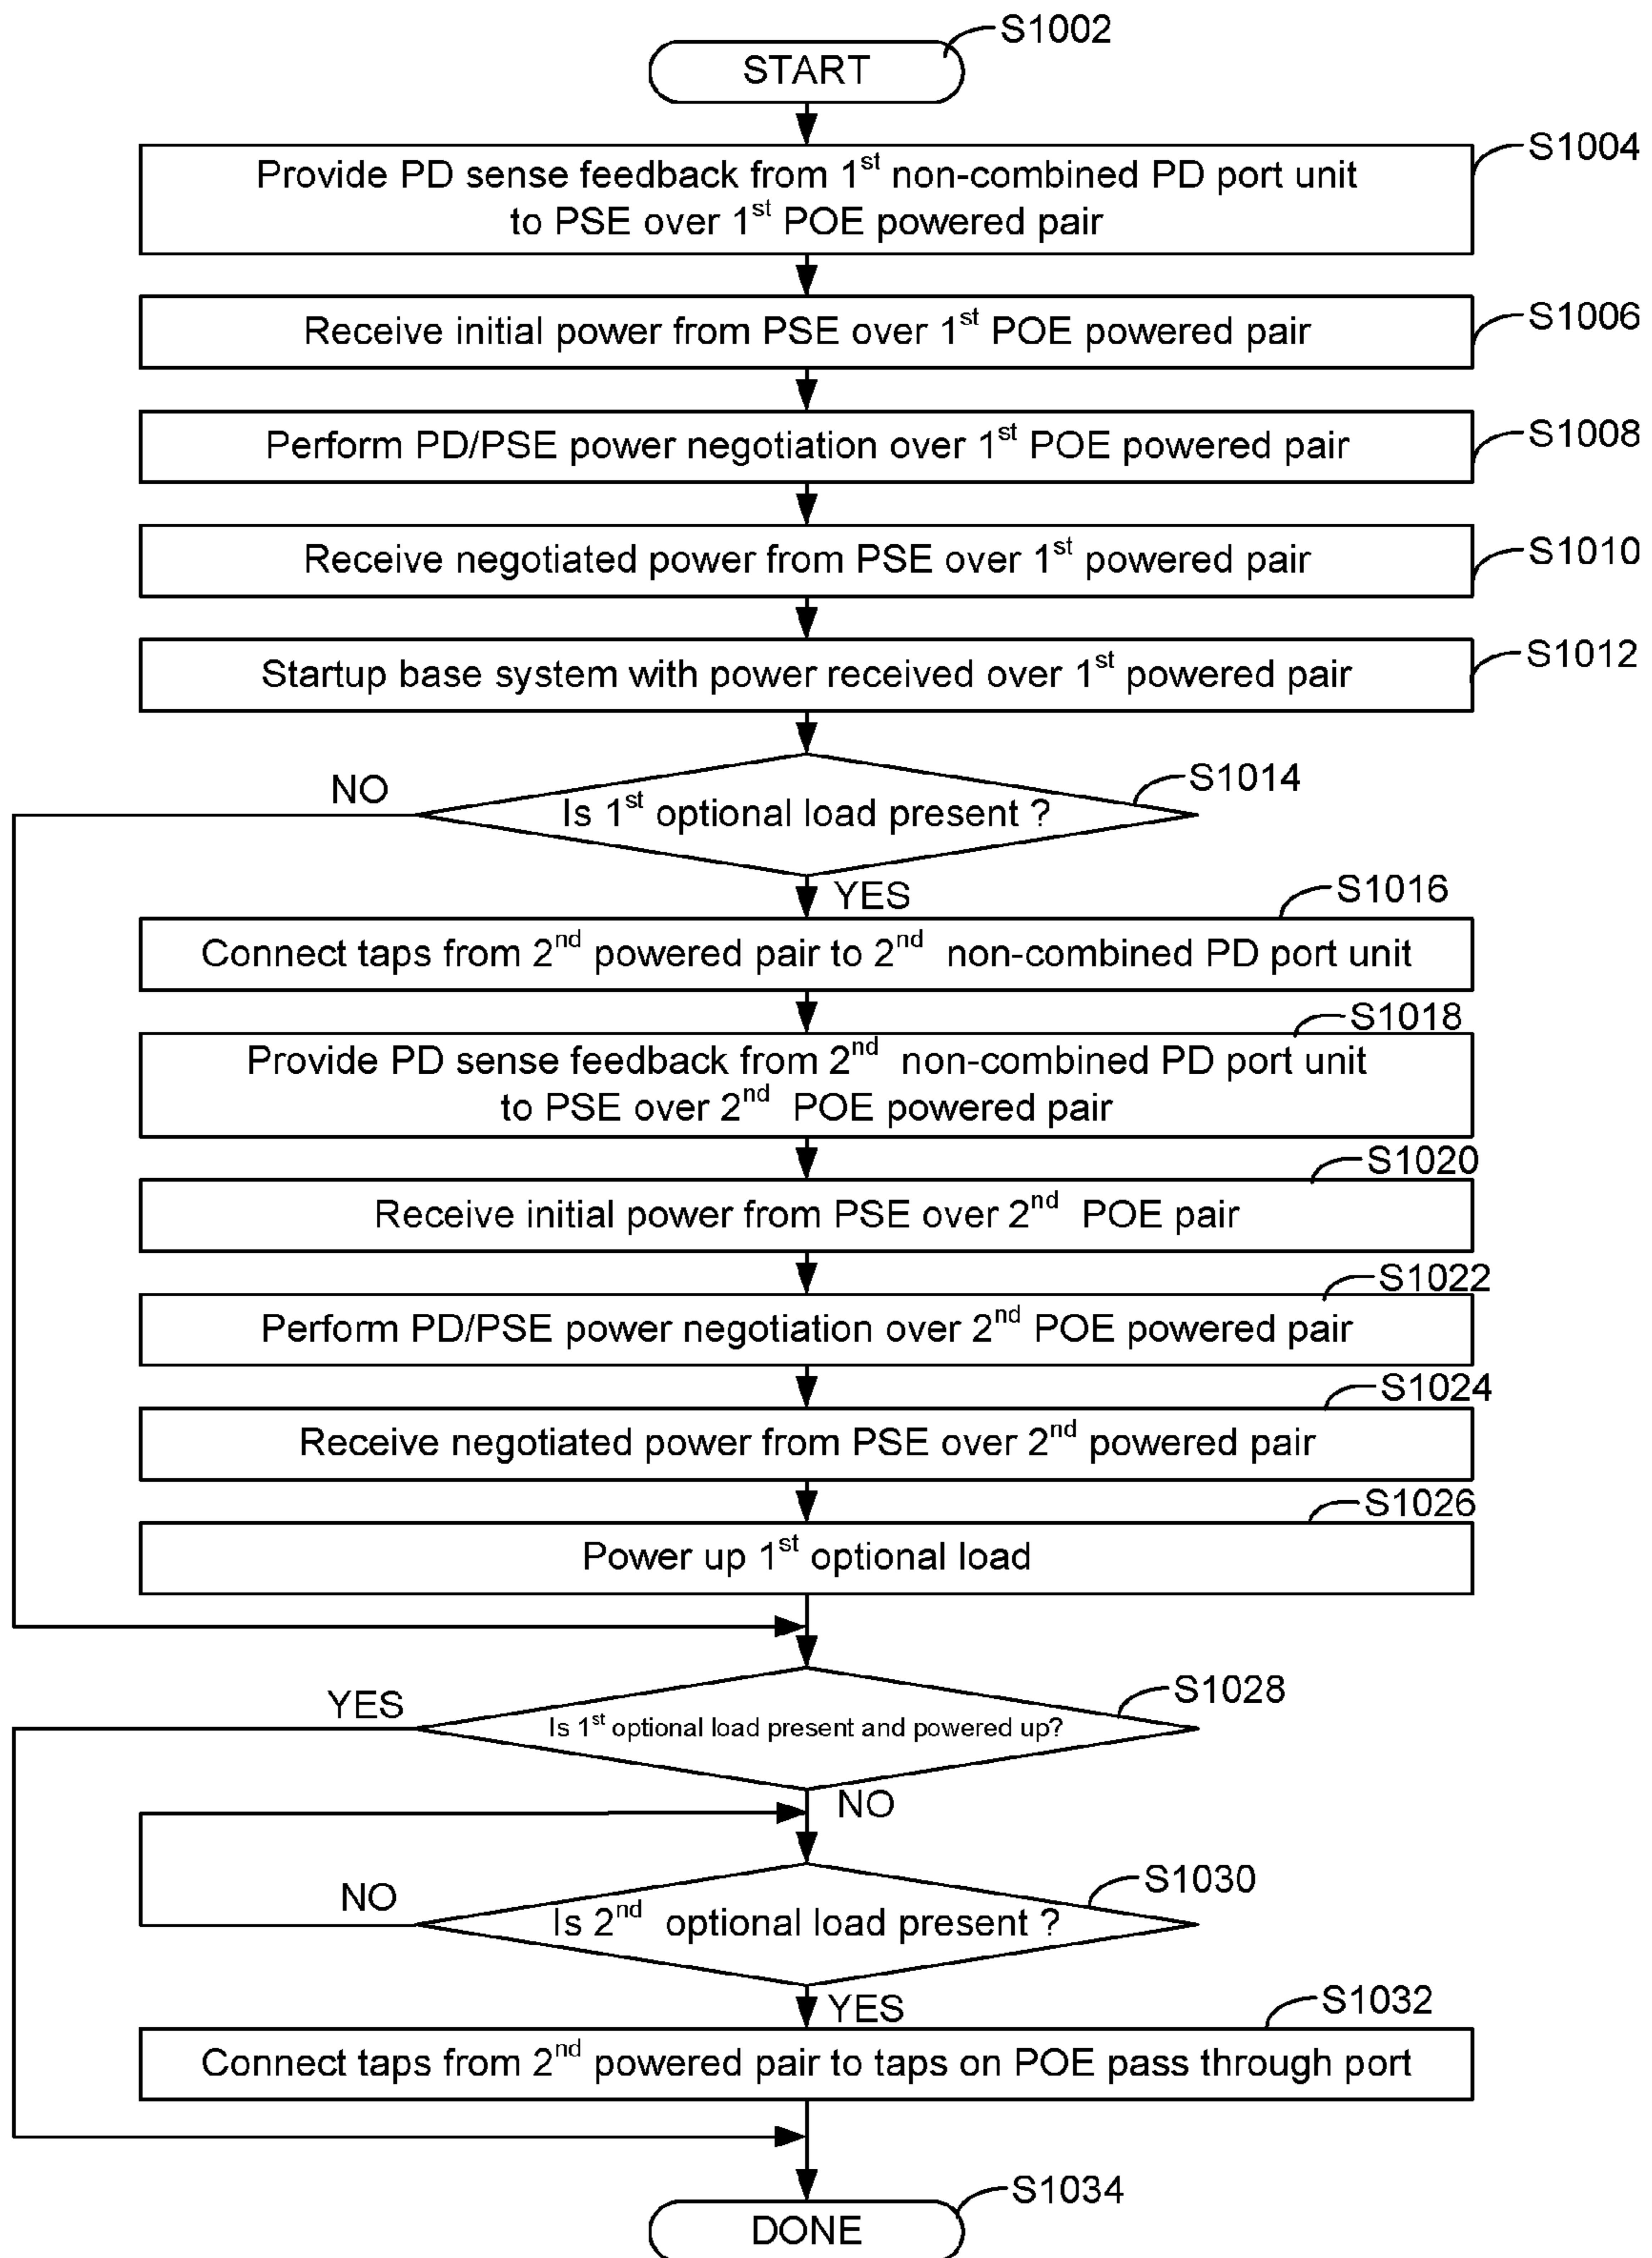 S1002
START
S1004
Provide PD sense feedback from 1st non-combined PD port unit
to PSE over 1st POE powered pair
S1006
Receive initial power from PSE over 1st POE powered pair
S1008
Perform PD/PSE power negotiation over 1st POE powered pair
S1010
Receive negotiated power from PSE over 1st powered pair
S1012
Startup base system with power received over 1st powered pair
S1014
NO
Is 1st optional load present ?
YES
S1016
Connect taps from 2nd powered pair to 2nd non-combined PD port unit
S1018
Provide PD sense feedback from 2nd non-combined PD port unit
to PSE over 2nd POE powered pair
S1020
Receive initial power from PSE over 2nd POE pair
S1022
Perform PD/PSE power negotiation over 2nd POE powered pair
S1024
Receive negotiated power from PSE over 2nd powered pair
S1026
Power up 1st optional load
S1028
YES
Is 1st optional load present and powered up?
NO
S1030
NO
Is 2nd optional load present ?
YES
S1032
Connect taps from 2nd powered pair to taps on POE pass through port
S1034
DONE